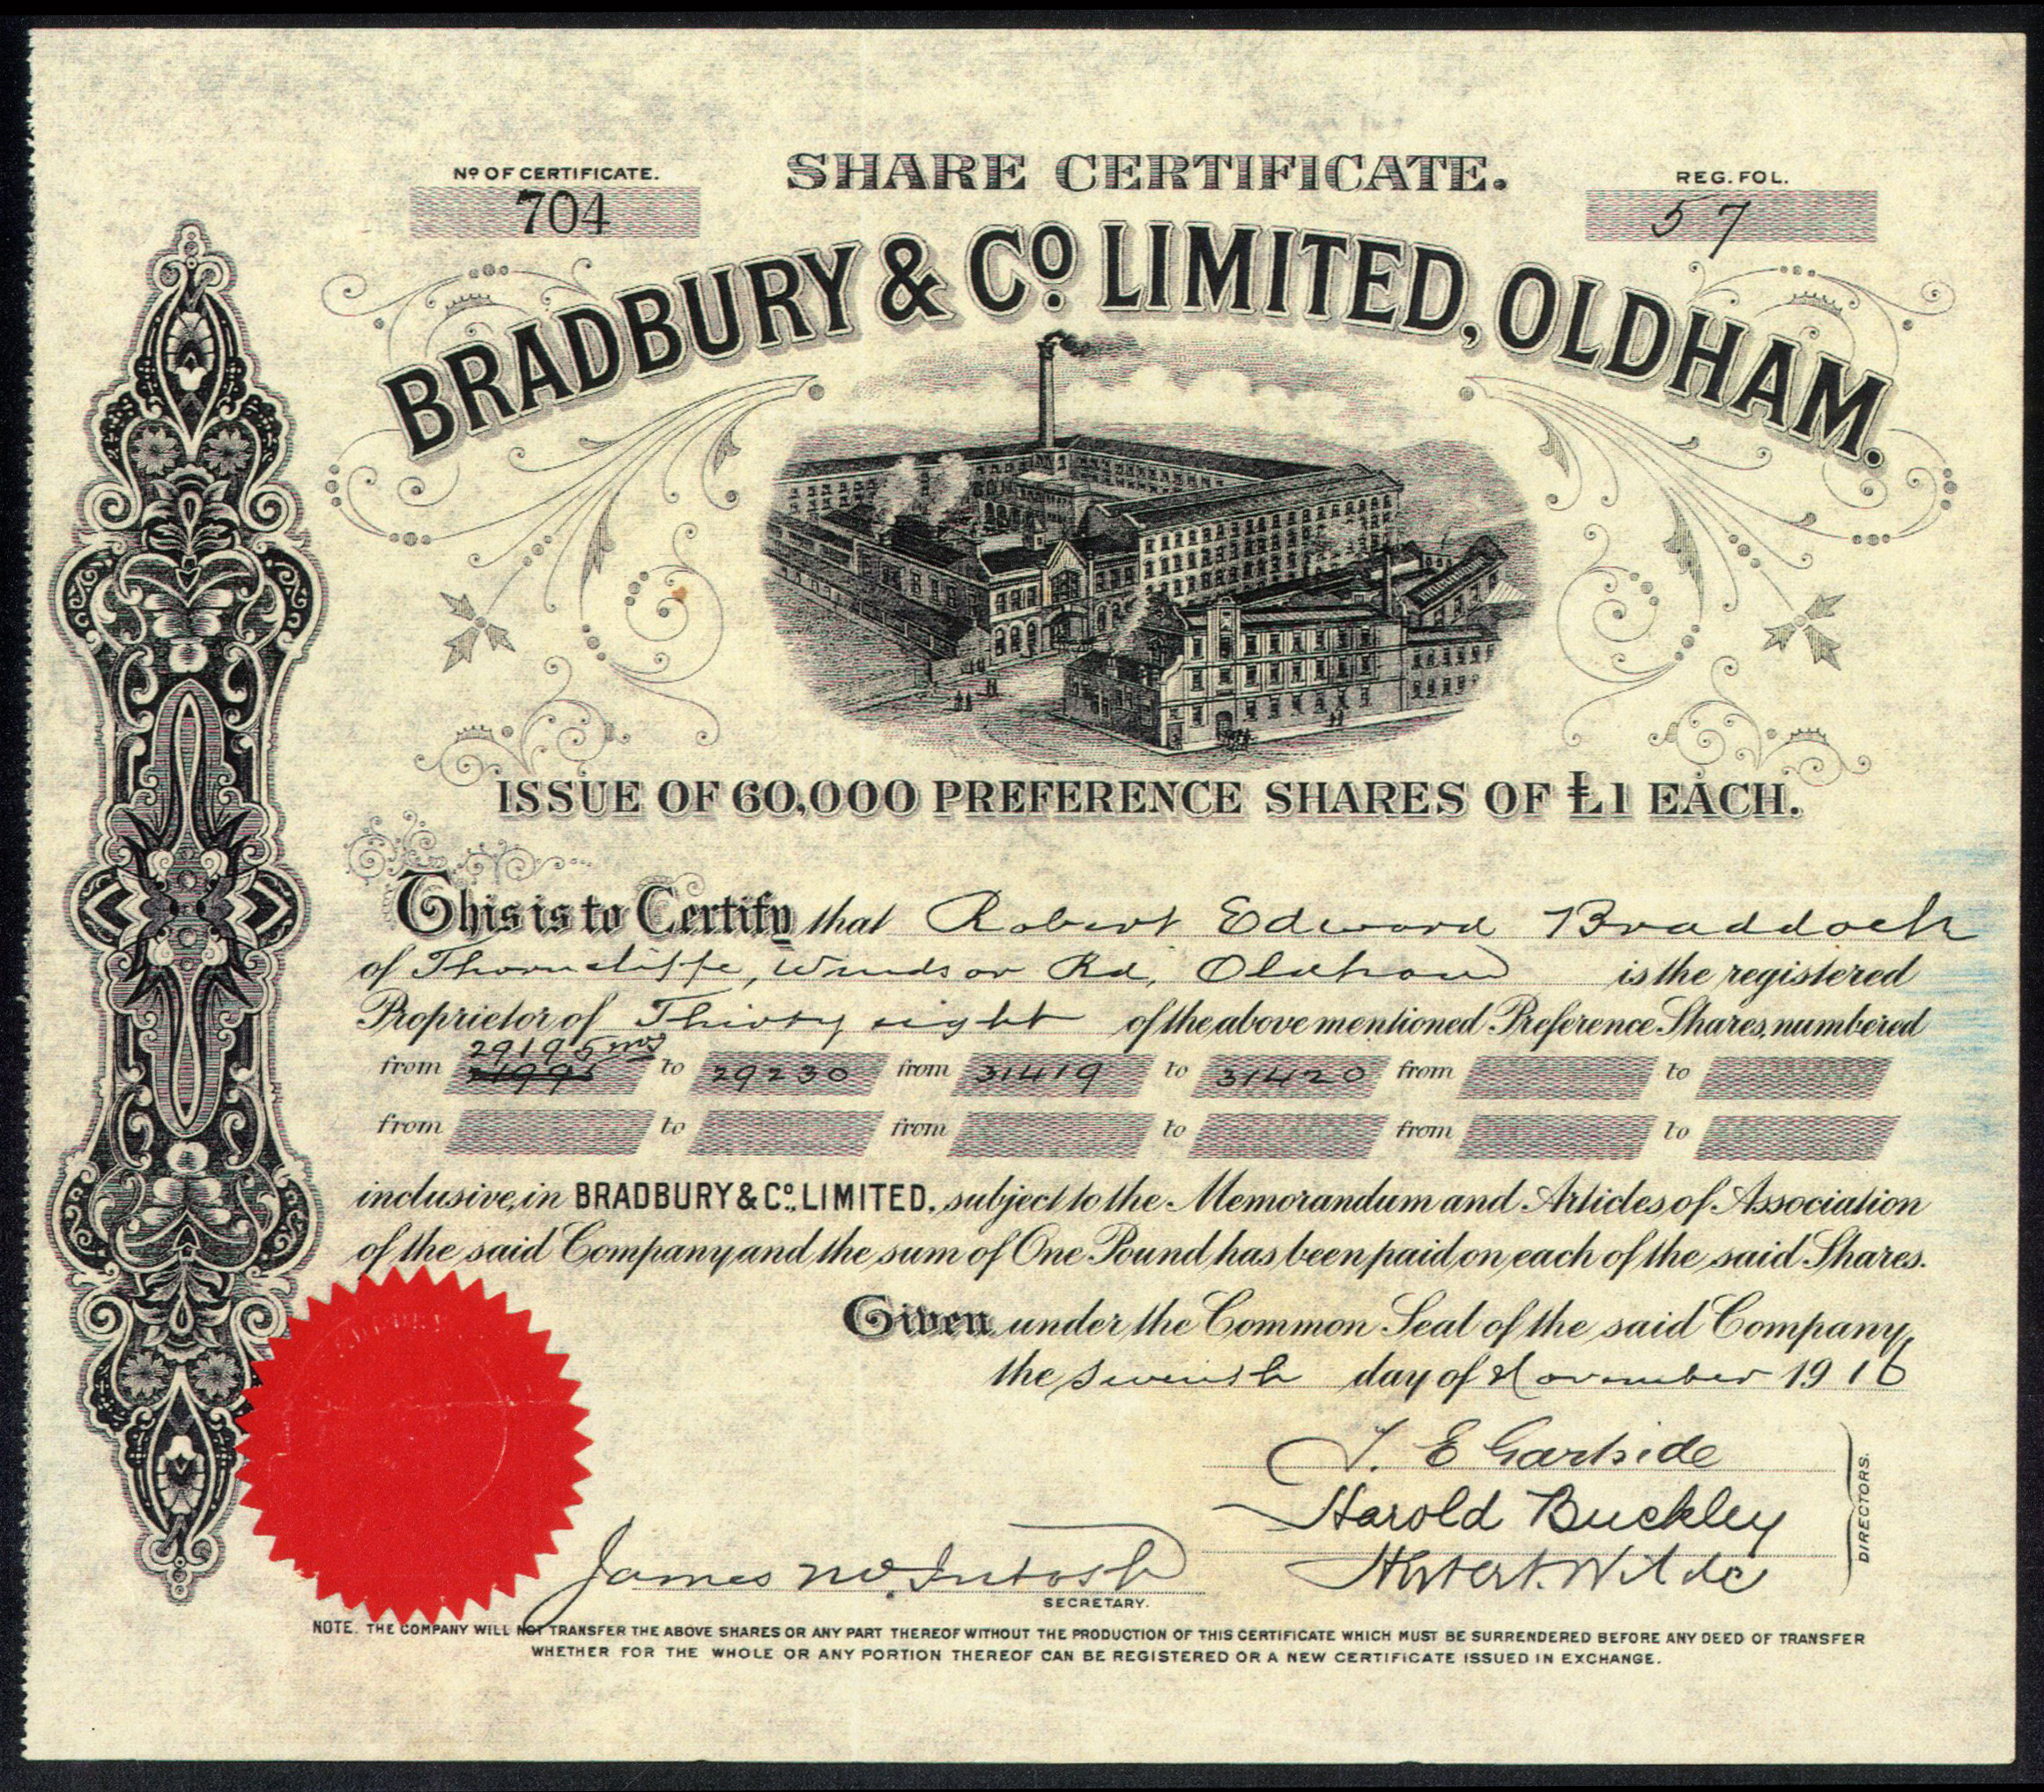 Nº OF CERTIFICATE.
704
SHARE CERTIFICATE.
REG. FOL.
57
BRADBURY & Cº LIMITED, OLDHAM.
ISSUE OF 60,000 PREFERENCE SHARES OF £1 EACH.
This is to Certify that Robert Edward Braddock
of Thorncliffe, Windsor Rd, Oldham is the registered
Proprietor of Thirty eight of the above mentioned Preference Shares, numbered
from 29195 to 29230 from 31419 to 31420 from to
from to from to from to
inclusive, in BRADBURY & Cº, LIMITED, subject to the Memorandum and Articles of Association
of the said Company and the sum of One Pound has been paid on each of the said Shares.
Given under the Common Seal of the said Company,
the day of November 1916
J. E Gartside
Harold Buckley
Herbert Wilde
DIRECTORS.
James McIntosh
SECRETARY.
NOTE. THE COMPANY WILL NOT TRANSFER THE ABOVE SHARES OR ANY PART THEREOF WITHOUT THE PRODUCTION OF THIS CERTIFICATE WHICH MUST BE SURRENDERED BEFORE ANY DEED OF TRANSFER
WHETHER FOR THE WHOLE OR ANY PORTION THEREOF CAN BE REGISTERED OR A NEW CERTIFICATE ISSUED IN EXCHANGE.